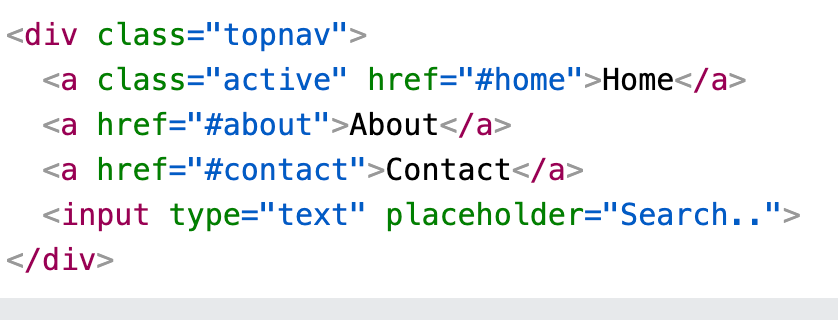 <div class="topnav">
  <a class="active" href="#home">Home</a>
  <a href="#about">About</a>
  <a href="#contact">Contact</a>
  <input type="text" placeholder="Search..">
</div>